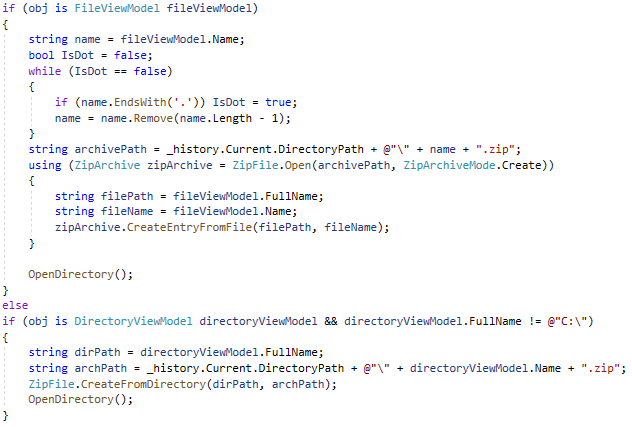 if (obj is FileViewModel fileViewModel)
{
    string name = fileViewModel.Name;
    bool IsDot = false;
    while (IsDot == false)
    {
        if (name.EndsWith('.')) IsDot = true;
        name = name.Remove(name.Length - 1);
    }
    string archivePath = _history.Current.DirectoryPath + @"\" + name + ".zip";
    using (ZipArchive zipArchive = ZipFile.Open(archivePath, ZipArchiveMode.Create))
    {
        string filePath = fileViewModel.FullName;
        string fileName = fileViewModel.Name;
        zipArchive.CreateEntryFromFile(filePath, fileName);
    }

    OpenDirectory();
}
else
if (obj is DirectoryViewModel directoryViewModel && directoryViewModel.FullName != @"C:\")
{
    string dirPath = directoryViewModel.FullName;
    string archPath = _history.Current.DirectoryPath + @"\" + directoryViewModel.Name + ".zip";
    ZipFile.CreateFromDirectory(dirPath, archPath);
    OpenDirectory();
}